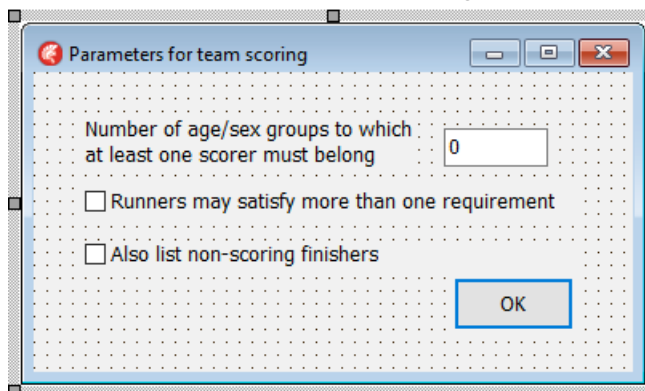 Parameters for team scoring
Number of age/sex groups to which
at least one scorer must belong
0
Runners may satisfy more than one requirement
Also list non-scoring finishers
OK